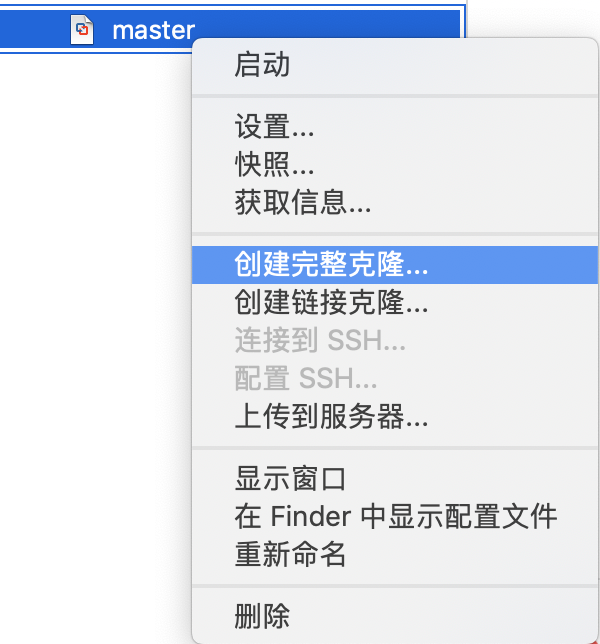 master
启动
设置...
快照...
获取信息...
创建完整克隆...
创建链接克隆...
连接到 SSH...
配置 SSH...
上传到服务器...
显示窗口
在 Finder 中显示配置文件
重新命名
删除